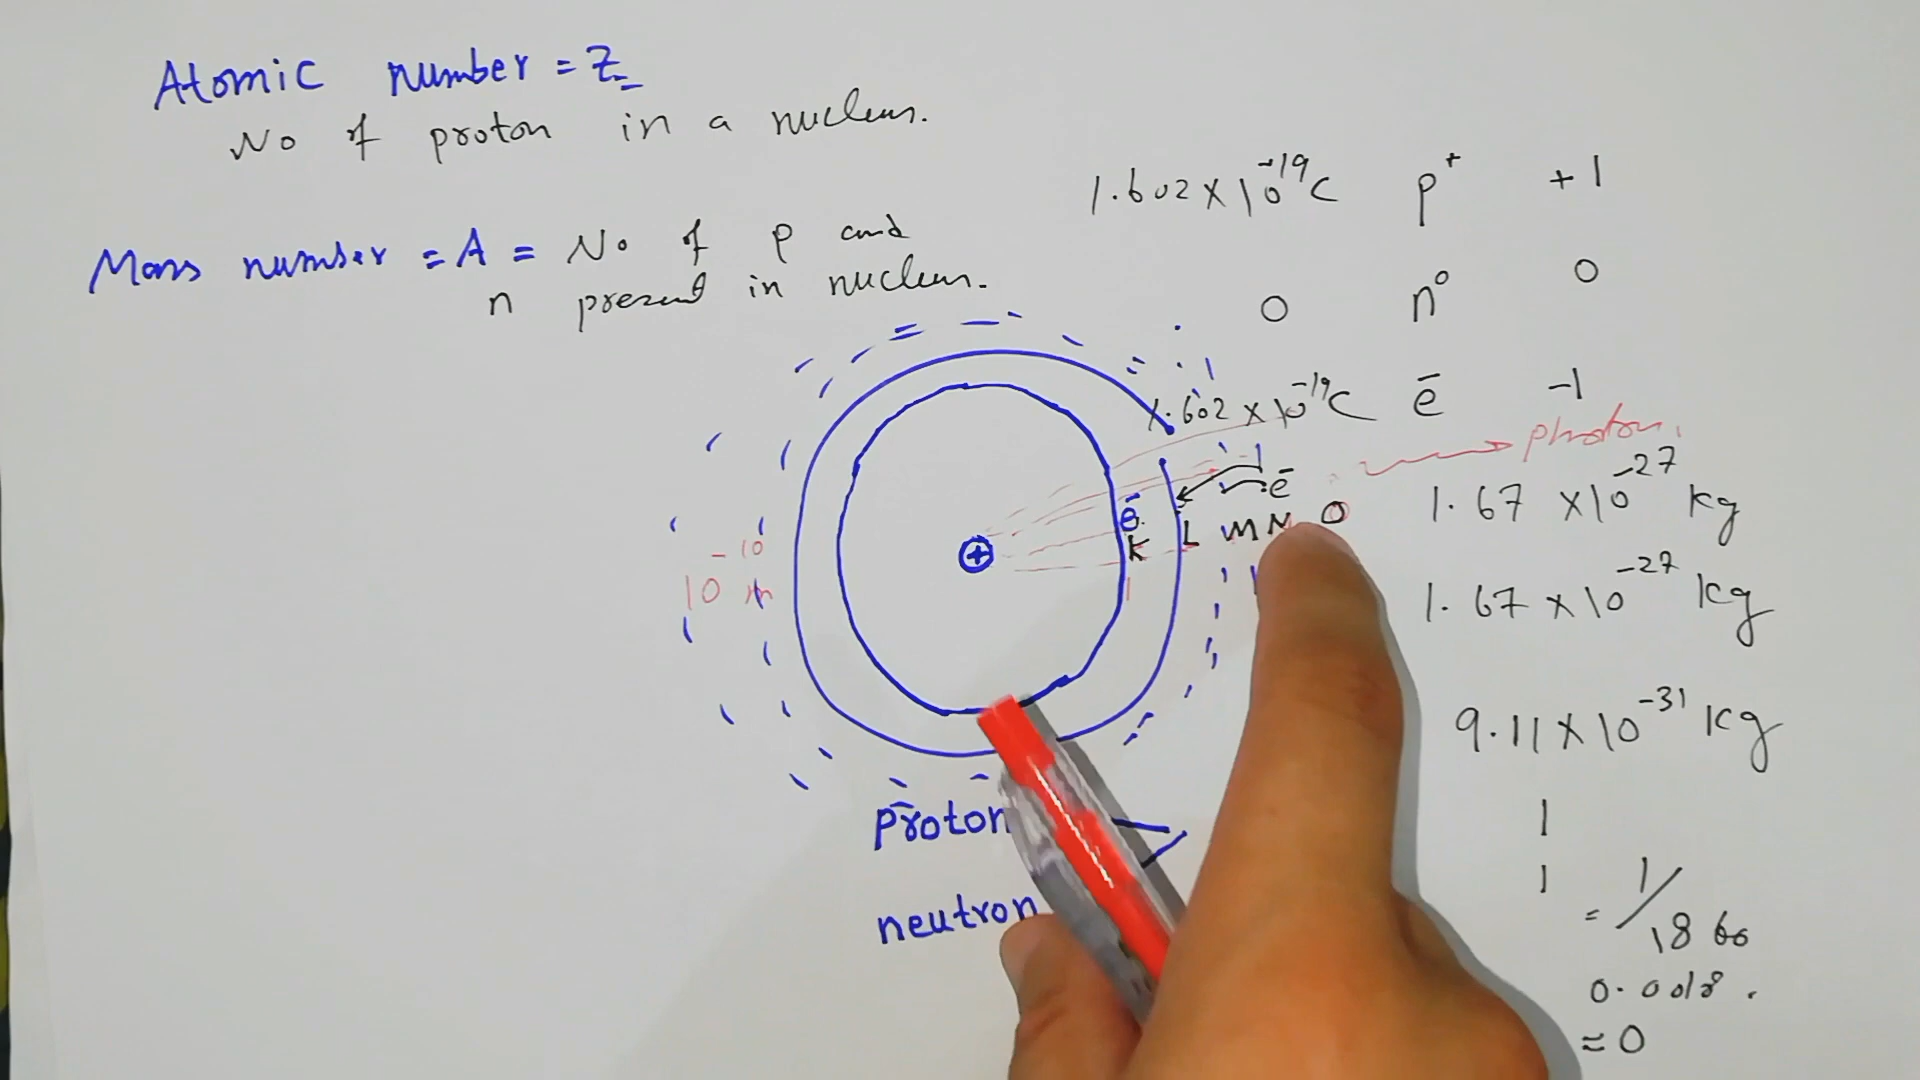 Atomic number = Z
No of proton in a nucleus.
Mass number = A = No of p and
n present in nucleus.
1.602 x 10⁻¹⁹ C p⁺ +1
0 n⁰ 0
1.602 x 10⁻¹⁹ C e⁻ -1
photon.
e⁻
e⁻
K L M N O
+
10⁻¹⁰ m
1.67 x 10⁻²⁷ kg
1.67 x 10⁻²⁷ kg
9.11 x 10⁻³¹ kg
proton
neutron
1
1
= 1/1860
0.0018.
≈ 0